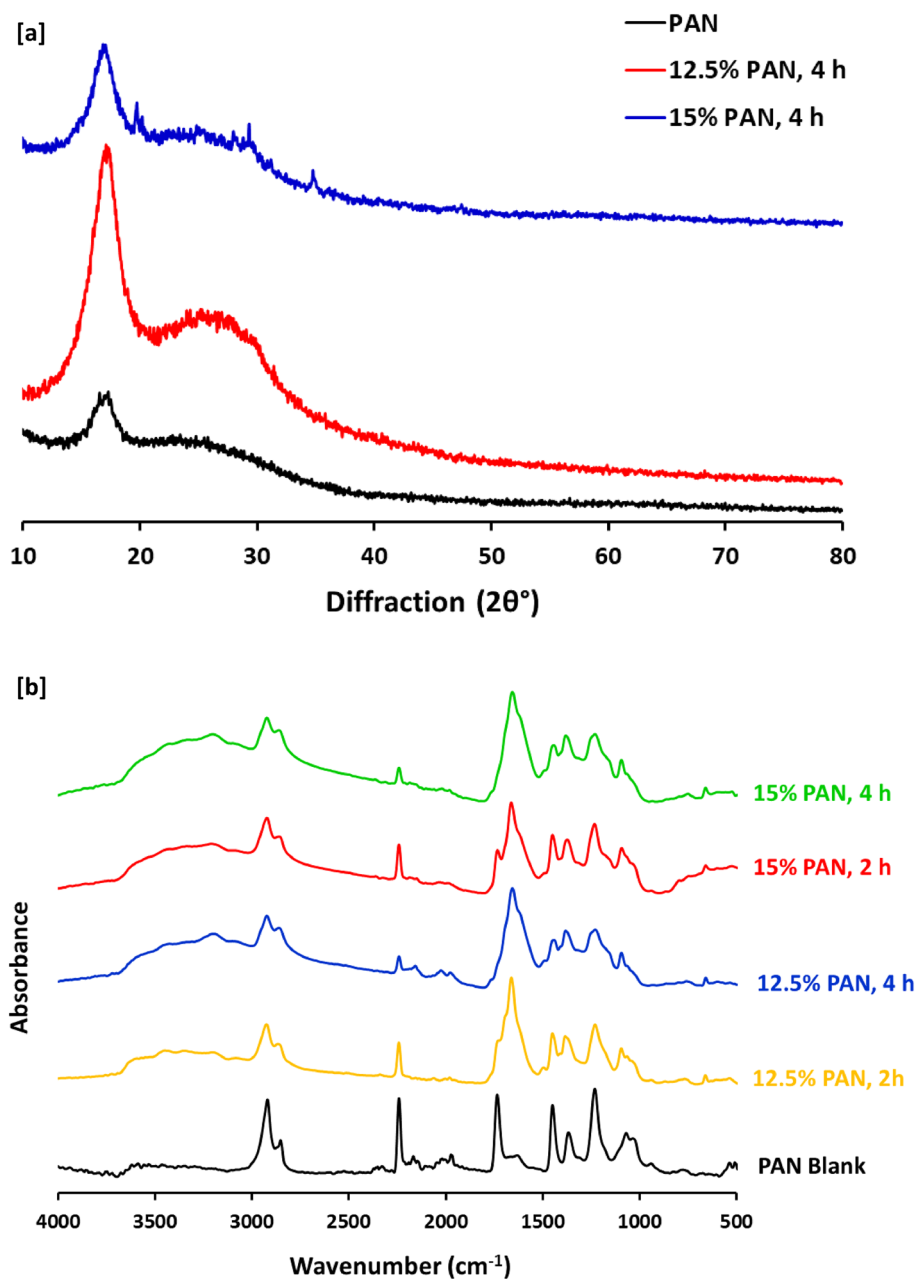 [a]
PAN
12.5% PAN, 4 h
15% PAN, 4 h
10 20 30 40 50 60 70 80
Diffraction (2θ°)
[b]
15% PAN, 4 h
15% PAN, 2 h
12.5% PAN, 4 h
12.5% PAN, 2h
PAN Blank
Absorbance
4000 3500 3000 2500 2000 1500 1000 500
Wavenumber (cm⁻¹)